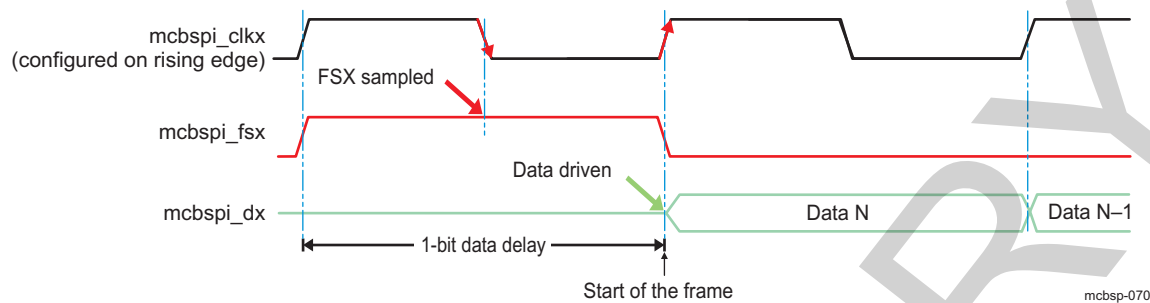 mcbspi_clkx
(configured on rising edge)
FSX sampled
mcbspi_fsx
Data driven
mcbspi_dx
Data N
Data N–1
1-bit data delay
Start of the frame
mcbsp-070
R Y